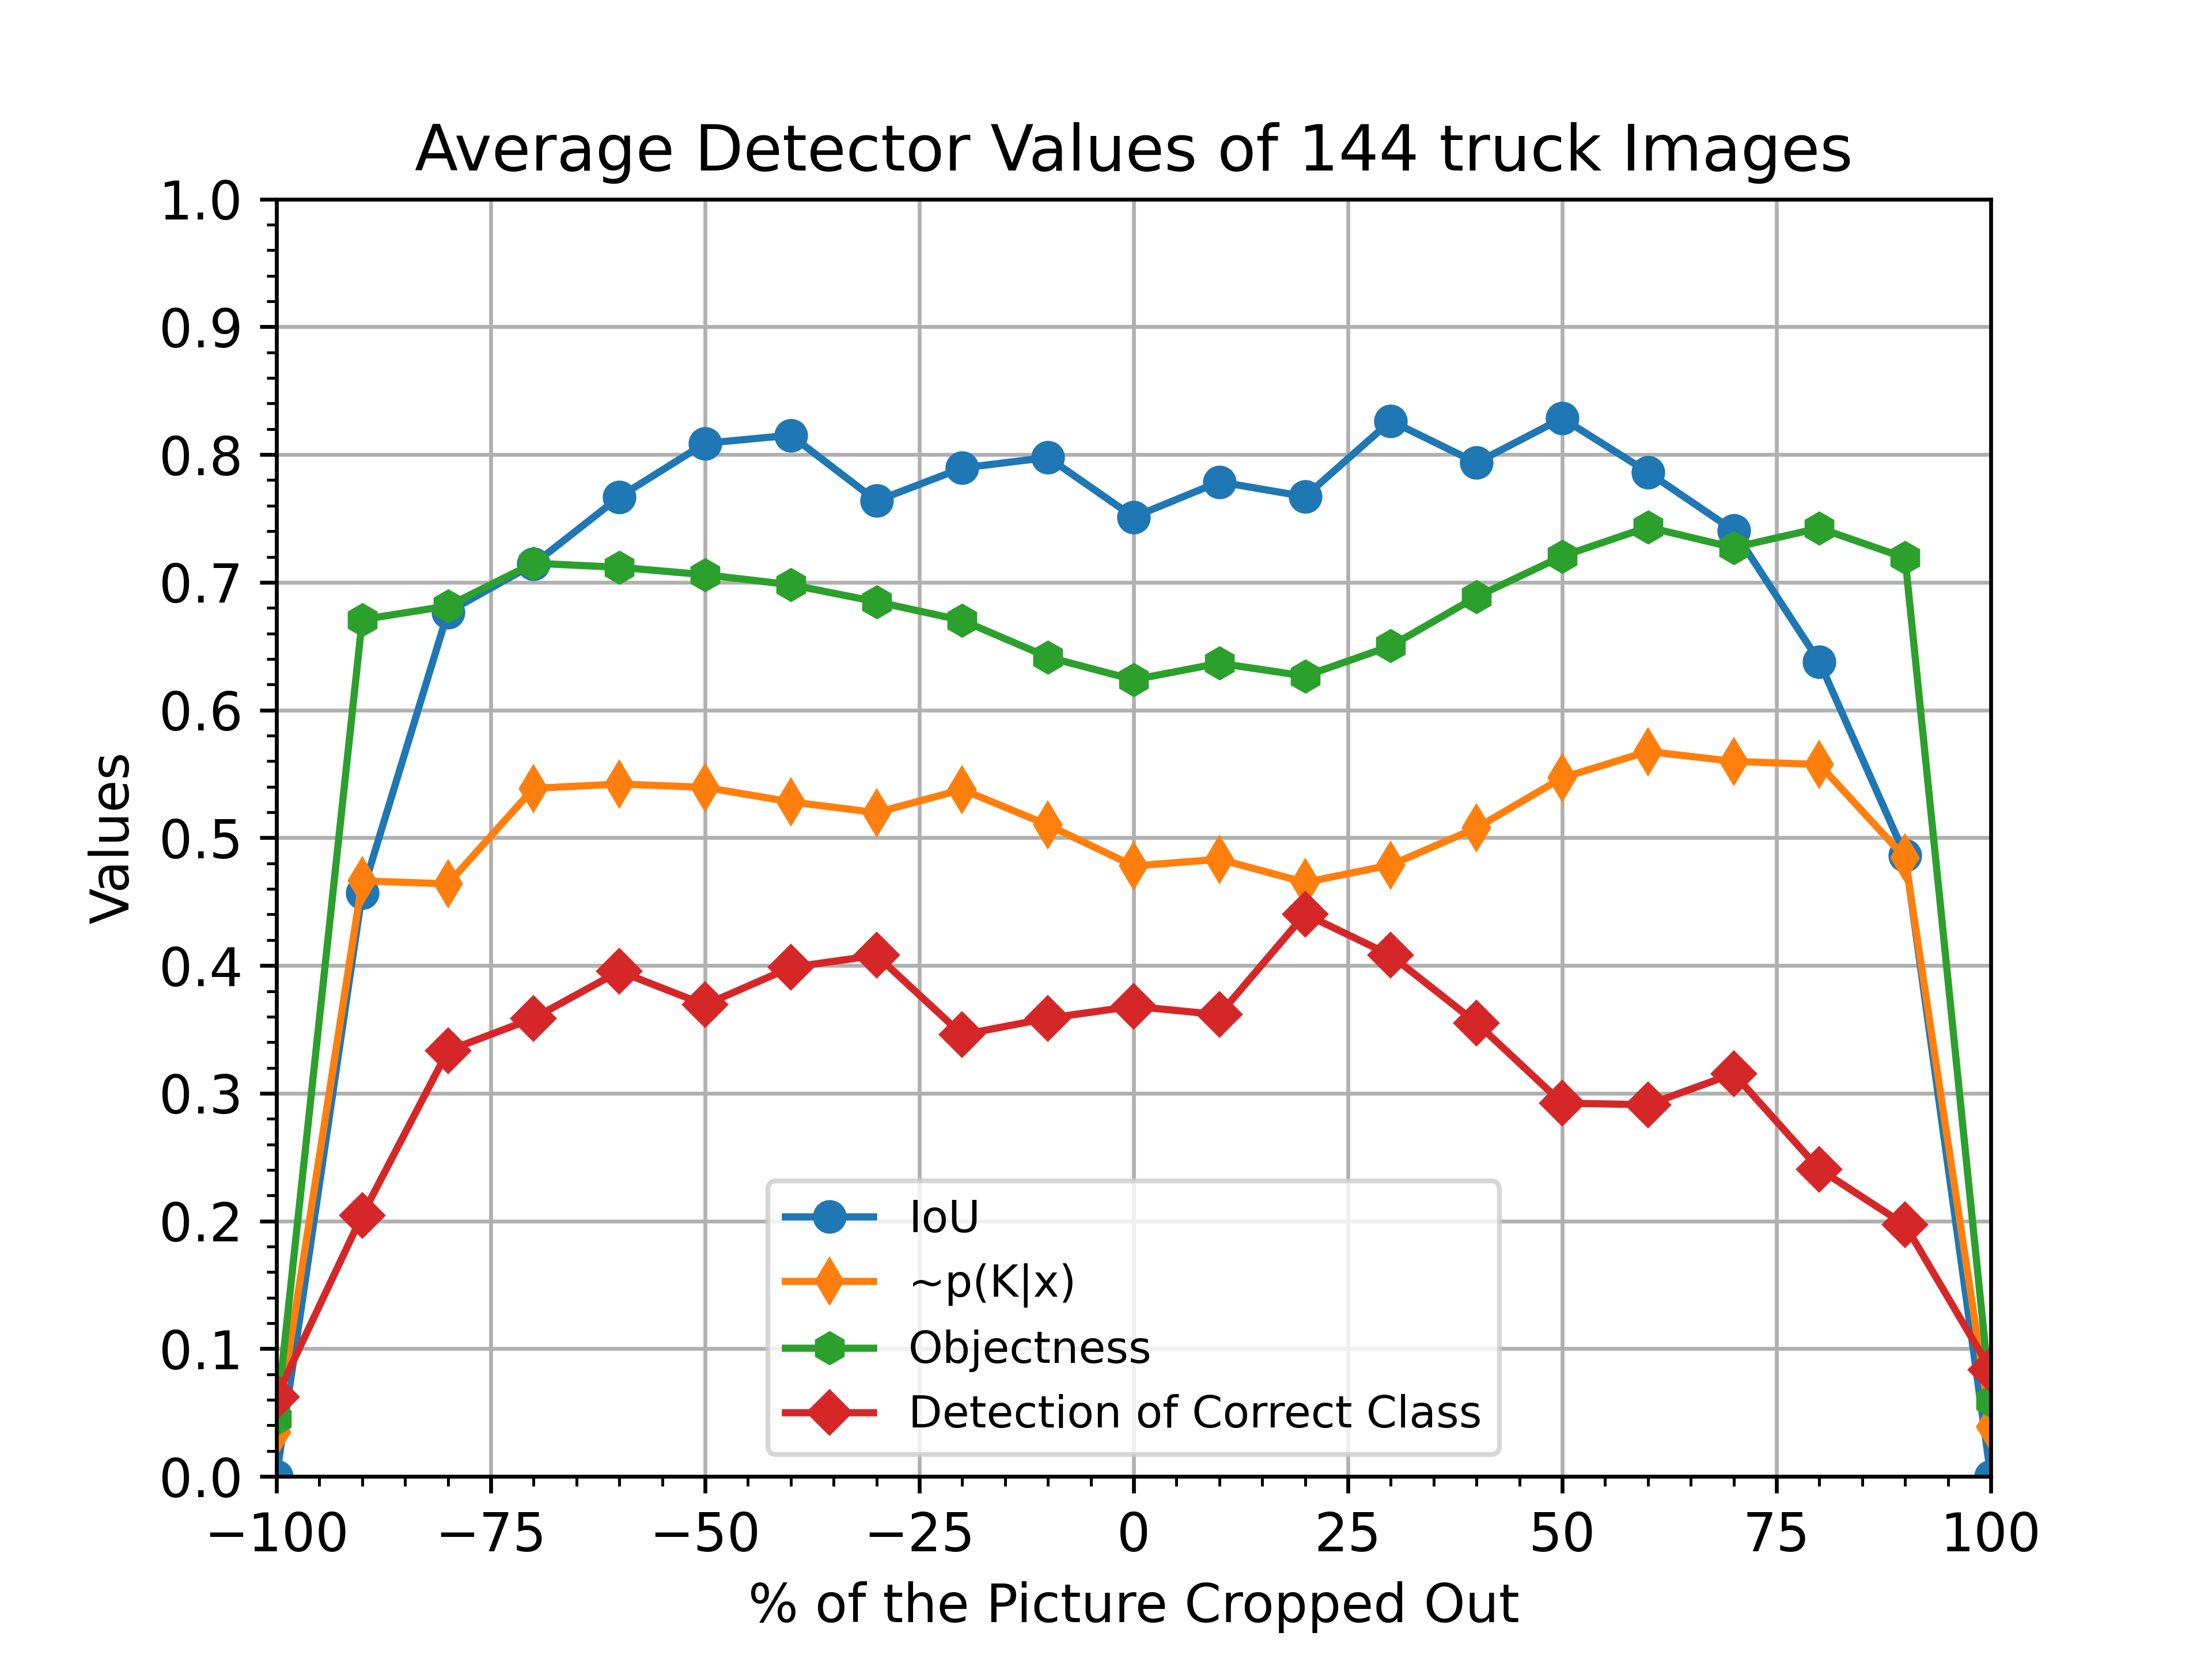 Average Detector Values of 144 truck Images
1.0
0.9
0.8
0.7
0.6
0.5
0.4
0.3
0.2
0.1
0.0
Values
IoU
~p(K|x)
Objectness
Detection of Correct Class
−100 −75 −50 −25 0 25 50 75 100
% of the Picture Cropped Out